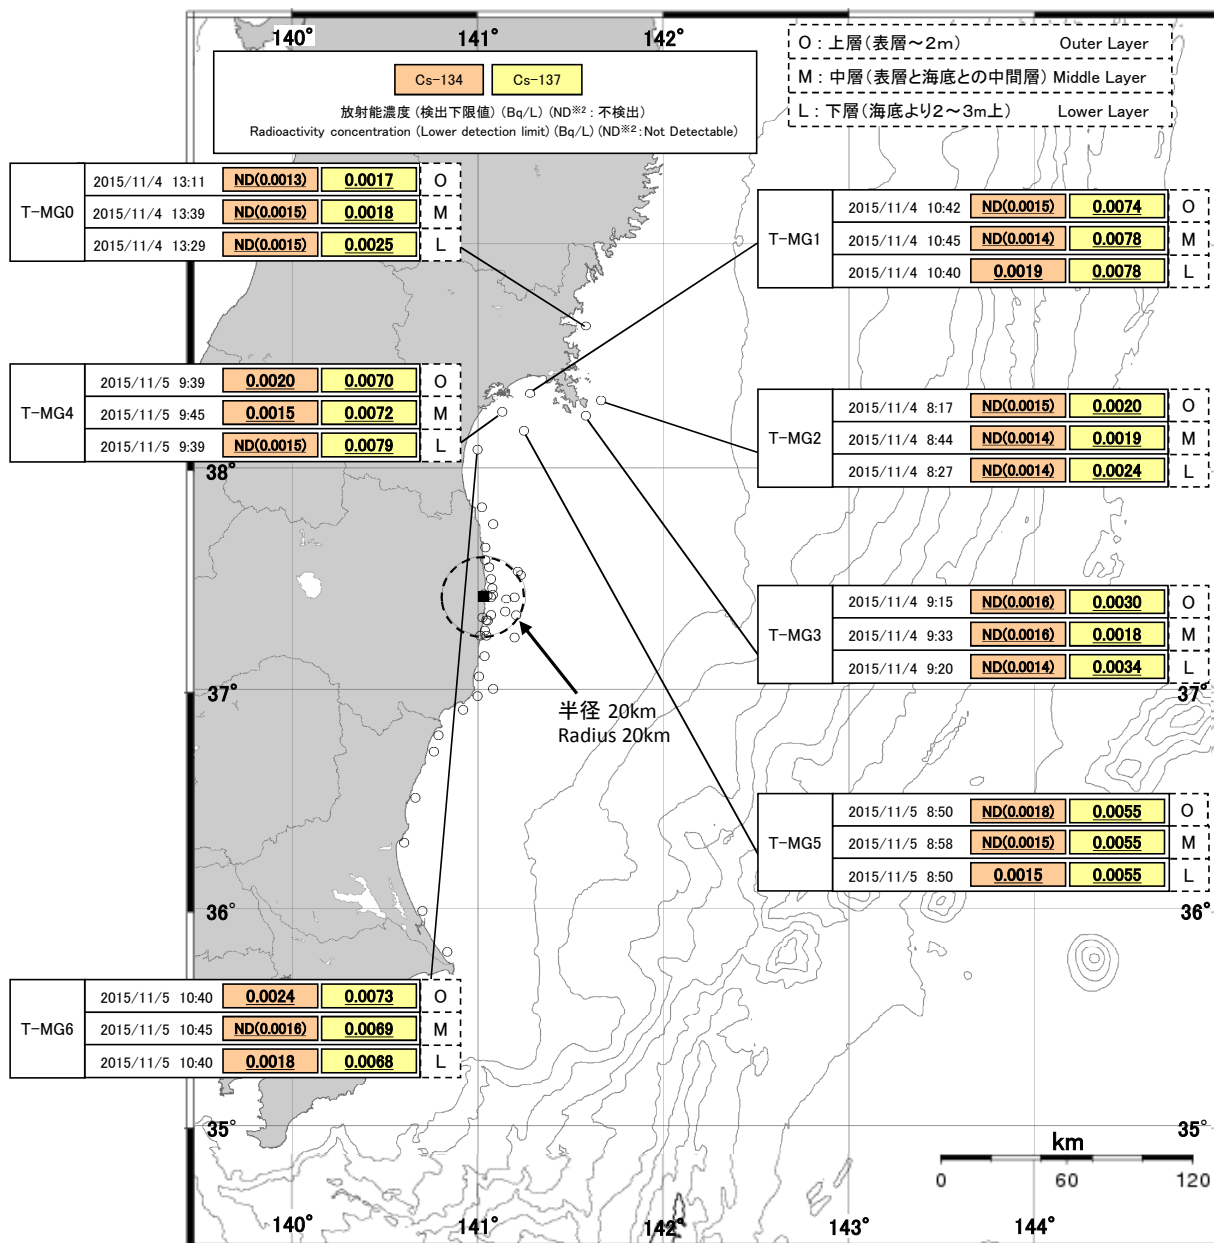 140° 141° 142°
O : 上層(表層～2m) Outer Layer
M : 中層(表層と海底との中間層) Middle Layer
L : 下層(海底より2～3m上) Lower Layer
Cs-134 Cs-137
放射能濃度 (検出下限値) (Bq/L) (ND※2 : 不検出)
Radioactivity concentration (Lower detection limit) (Bq/L) (ND※2 : Not Detectable)
T-MG0
2015/11/4 13:11 ND(0.0013) 0.0017 O
2015/11/4 13:39 ND(0.0015) 0.0018 M
2015/11/4 13:29 ND(0.0015) 0.0025 L
T-MG1
2015/11/4 10:42 ND(0.0015) 0.0074 O
2015/11/4 10:45 ND(0.0014) 0.0078 M
2015/11/4 10:40 0.0019 0.0078 L
T-MG4
2015/11/5 9:39 0.0020 0.0070 O
2015/11/5 9:45 0.0015 0.0072 M
2015/11/5 9:39 ND(0.0015) 0.0079 L
T-MG2
2015/11/4 8:17 ND(0.0015) 0.0020 O
2015/11/4 8:44 ND(0.0014) 0.0019 M
2015/11/4 8:27 ND(0.0014) 0.0024 L
38°
T-MG3
2015/11/4 9:15 ND(0.0016) 0.0030 O
2015/11/4 9:33 ND(0.0016) 0.0018 M
2015/11/4 9:20 ND(0.0014) 0.0034 L
37° 37°
半径 20km
Radius 20km
T-MG5
2015/11/5 8:50 ND(0.0018) 0.0055 O
2015/11/5 8:58 ND(0.0015) 0.0055 M
2015/11/5 8:50 0.0015 0.0055 L
36° 36°
T-MG6
2015/11/5 10:40 0.0024 0.0073 O
2015/11/5 10:45 ND(0.0016) 0.0069 M
2015/11/5 10:40 0.0018 0.0068 L
35° 35°
km
0 60 120
140° 141° 142° 143° 144°